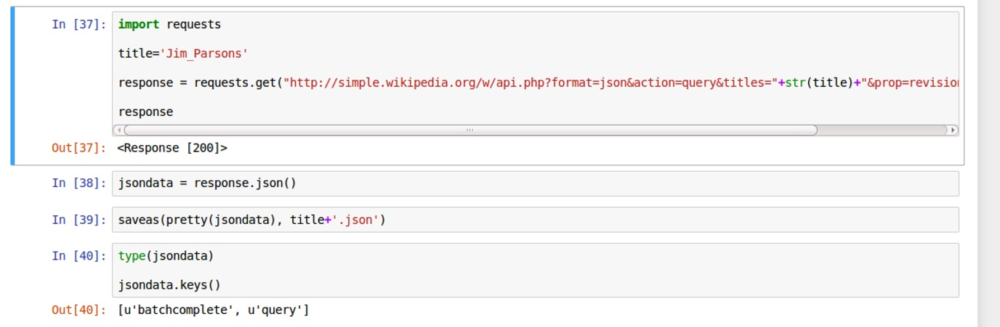 In [37]: import requests
title='Jim_Parsons'
response = requests.get("http://simple.wikipedia.org/w/api.php?format=json&action=query&titles="+str(title)+"&prop=revision
response
Out[37]: <Response [200]>
In [38]: jsondata = response.json()
In [39]: saveas(pretty(jsondata), title+'.json')
In [40]: type(jsondata)
jsondata.keys()
Out[40]: [u'batchcomplete', u'query']